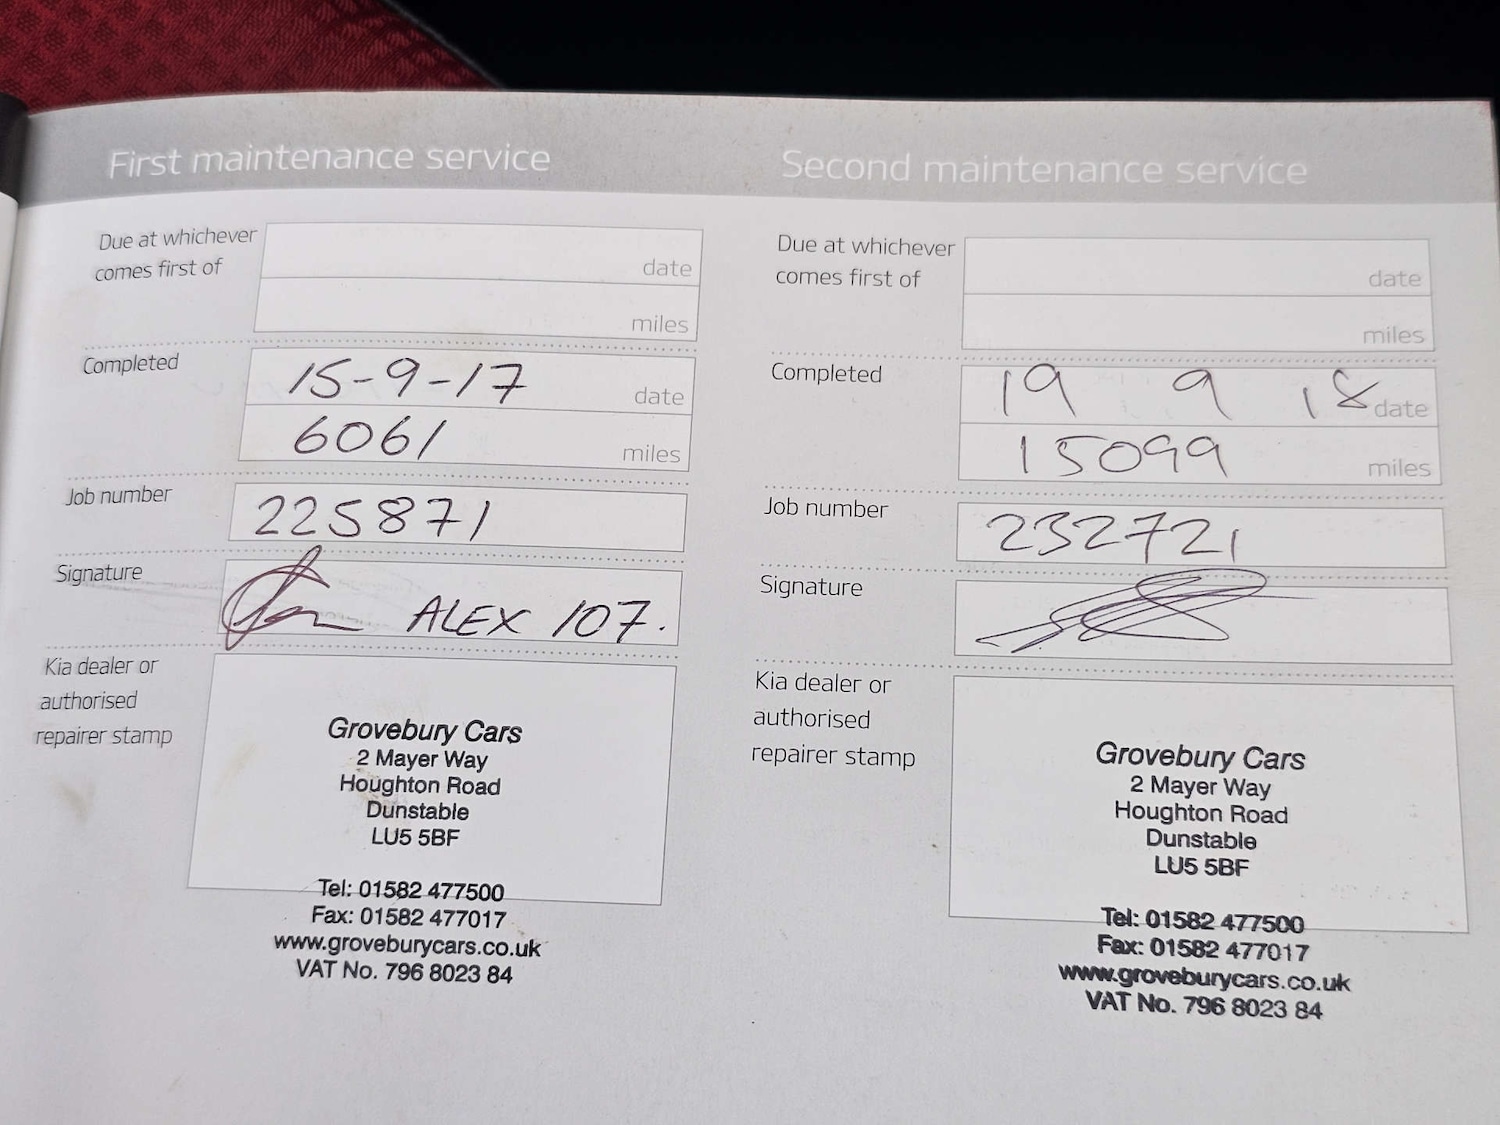 First maintenance service
Due at whichever
comes first of
date
miles
Completed
15-9-17 date
6061 miles
Job number
225871
Signature
ALEX 107.
Kia dealer or
authorised
repairer stamp
Grovebury Cars
2 Mayer Way
Houghton Road
Dunstable
LU5 5BF
Tel: 01582 477500
Fax: 01582 477017
www.groveburycars.co.uk
VAT No. 796 8023 84
Second maintenance service
Due at whichever
comes first of
date
miles
Completed
19 9 18 date
15099 miles
Job number
232721
Signature
Kia dealer or
authorised
repairer stamp
Grovebury Cars
2 Mayer Way
Houghton Road
Dunstable
LU5 5BF
Tel: 01582 477500
Fax: 01582 477017
www.groveburycars.co.uk
VAT No. 796 8023 84